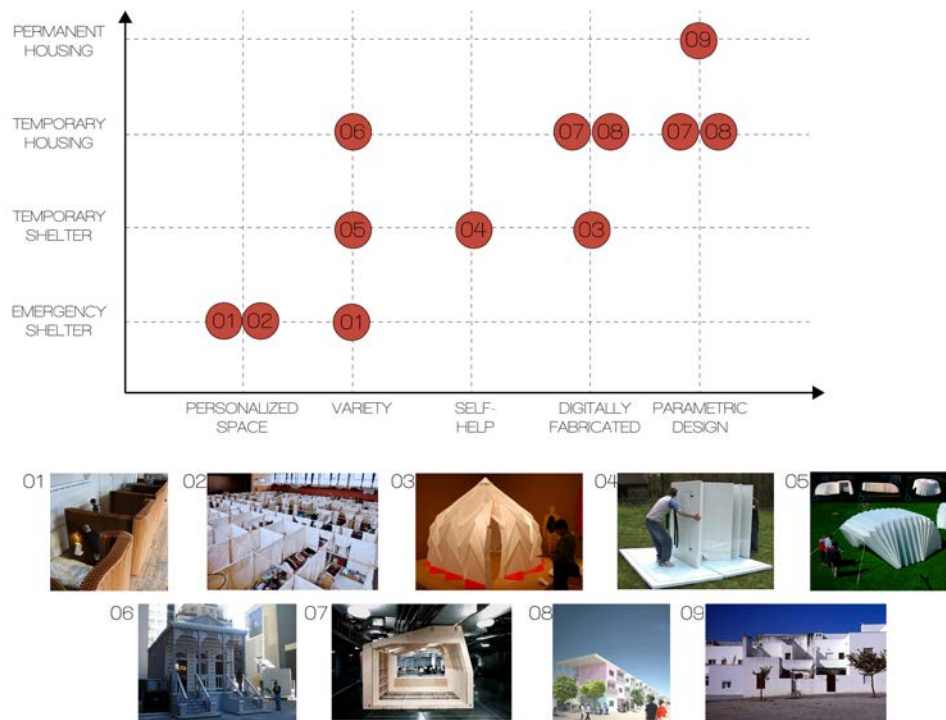 PERMANENT
HOUSING
09
TEMPORARY
HOUSING
06
07
08
07
08
TEMPORARY
SHELTER
05
04
03
EMERGENCY
SHELTER
01
02
01
PERSONALIZED
SPACE
VARIETY
SELF-
HELP
DIGITALLY
FABRICATED
PARAMETRIC
DESIGN
01
02
03
04
05
06
07
08
09